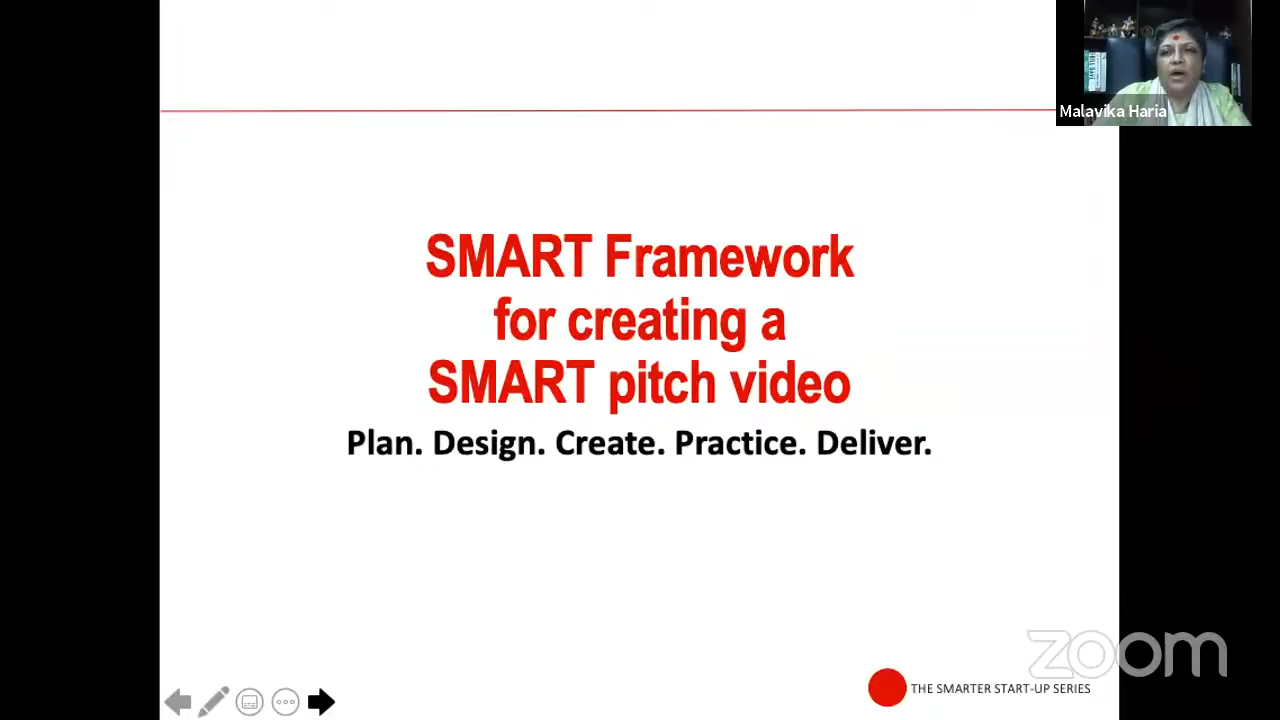 Malavika Haria
SMART Framework
for creating a
SMART pitch video
Plan. Design. Create. Practice. Deliver.
zoom
THE SMARTER START-UP SERIES